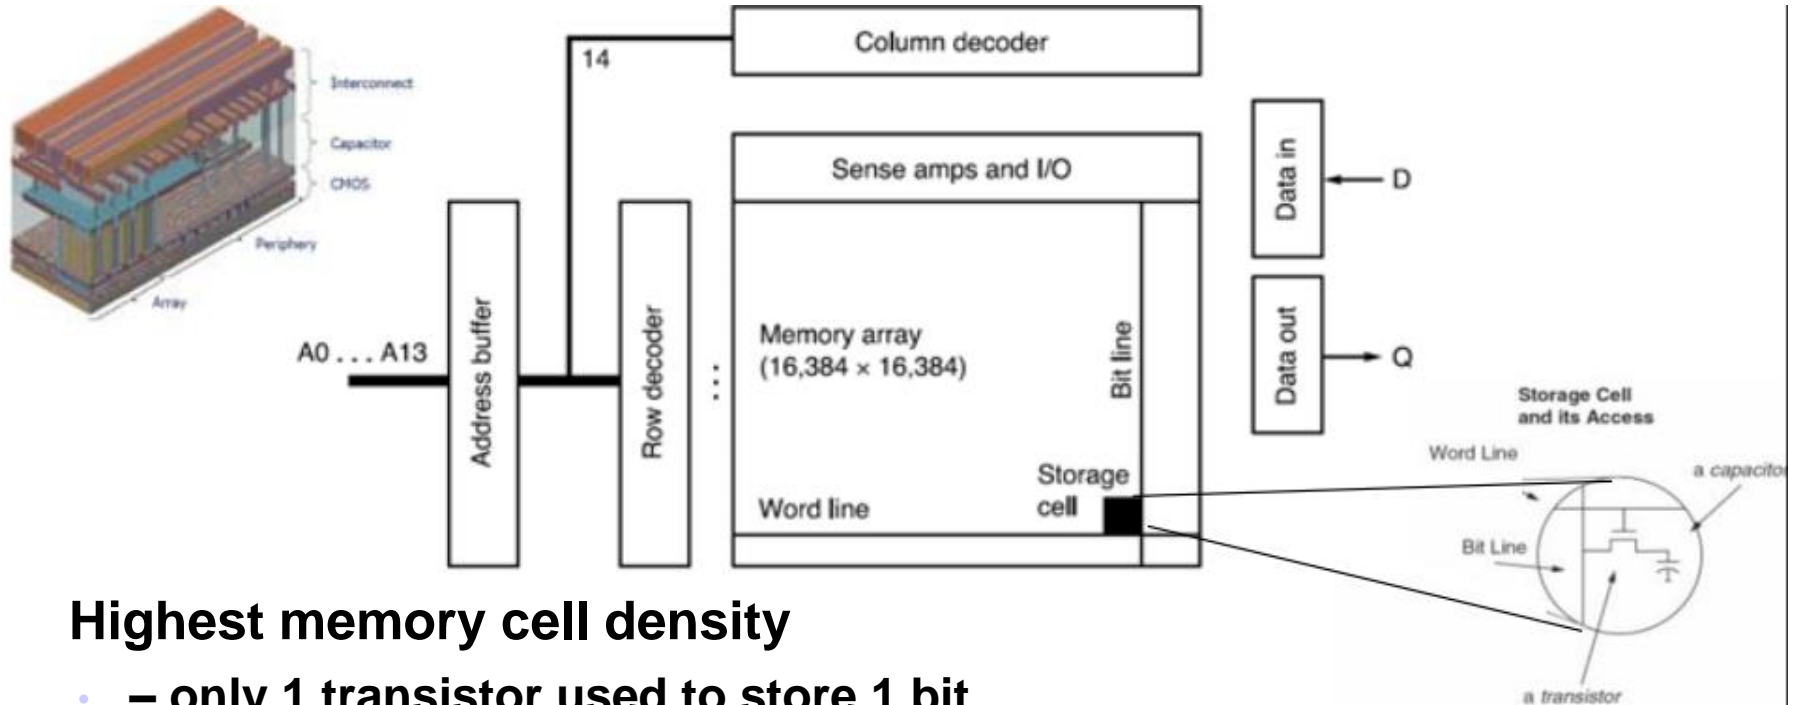 Interconnect
Capacitor
CMOS
Periphery
Array
14
Column decoder
Sense amps and I/O
Data in
D
Data out
Q
A0 . . . A13
Address buffer
Row decoder
...
Memory array
(16,384 × 16,384)
Bit line
Storage
cell
Word line
Storage Cell
and its Access
Word Line
a capacitor
Bit Line
a transistor
Highest memory cell density
• – only 1 transistor used to store 1 bit